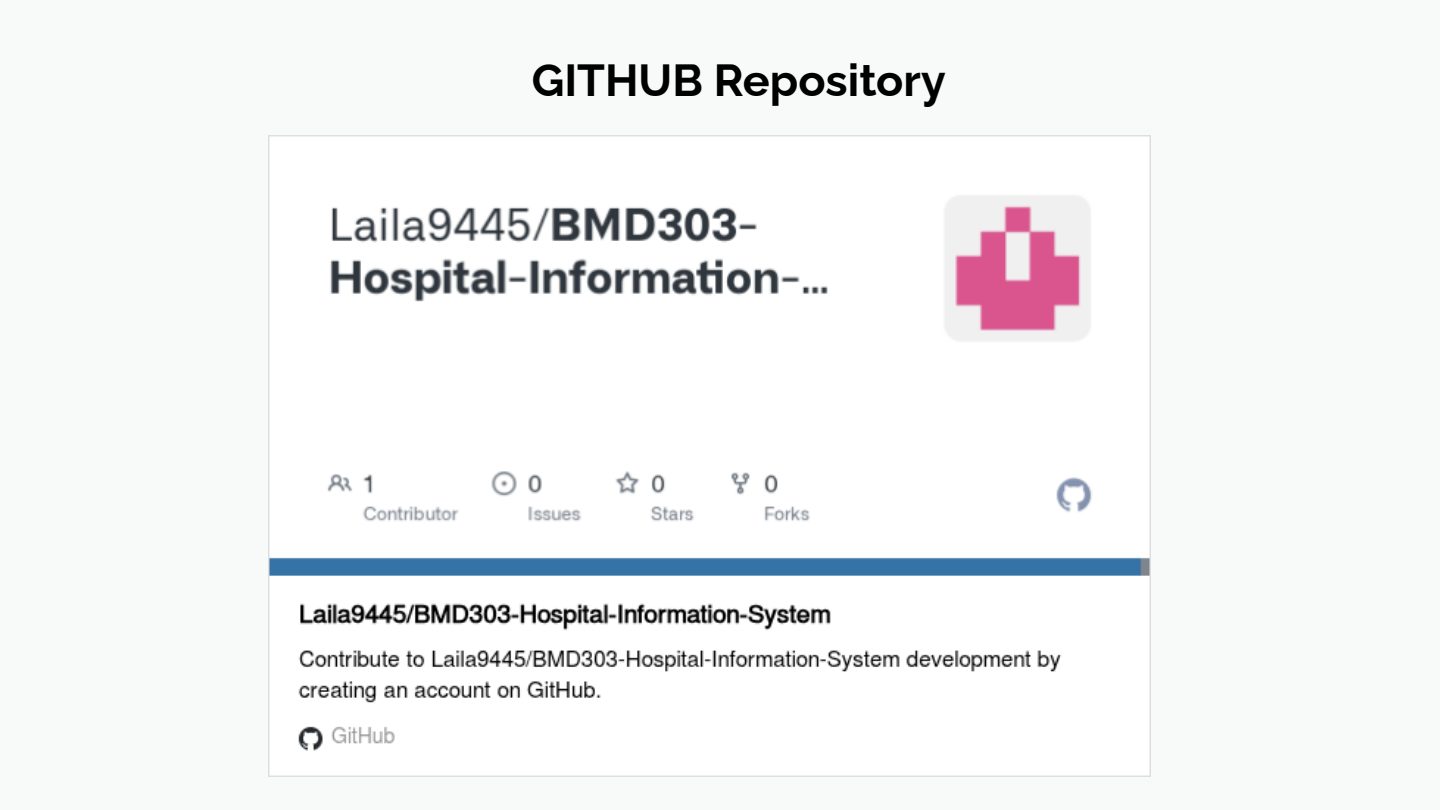 GITHUB Repository
Laila9445/BMD303-
Hospital-Information-...
1
Contributor
0
Issues
0
Stars
0
Forks
Laila9445/BMD303-Hospital-Information-System
Contribute to Laila9445/BMD303-Hospital-Information-System development by
creating an account on GitHub.
GitHub